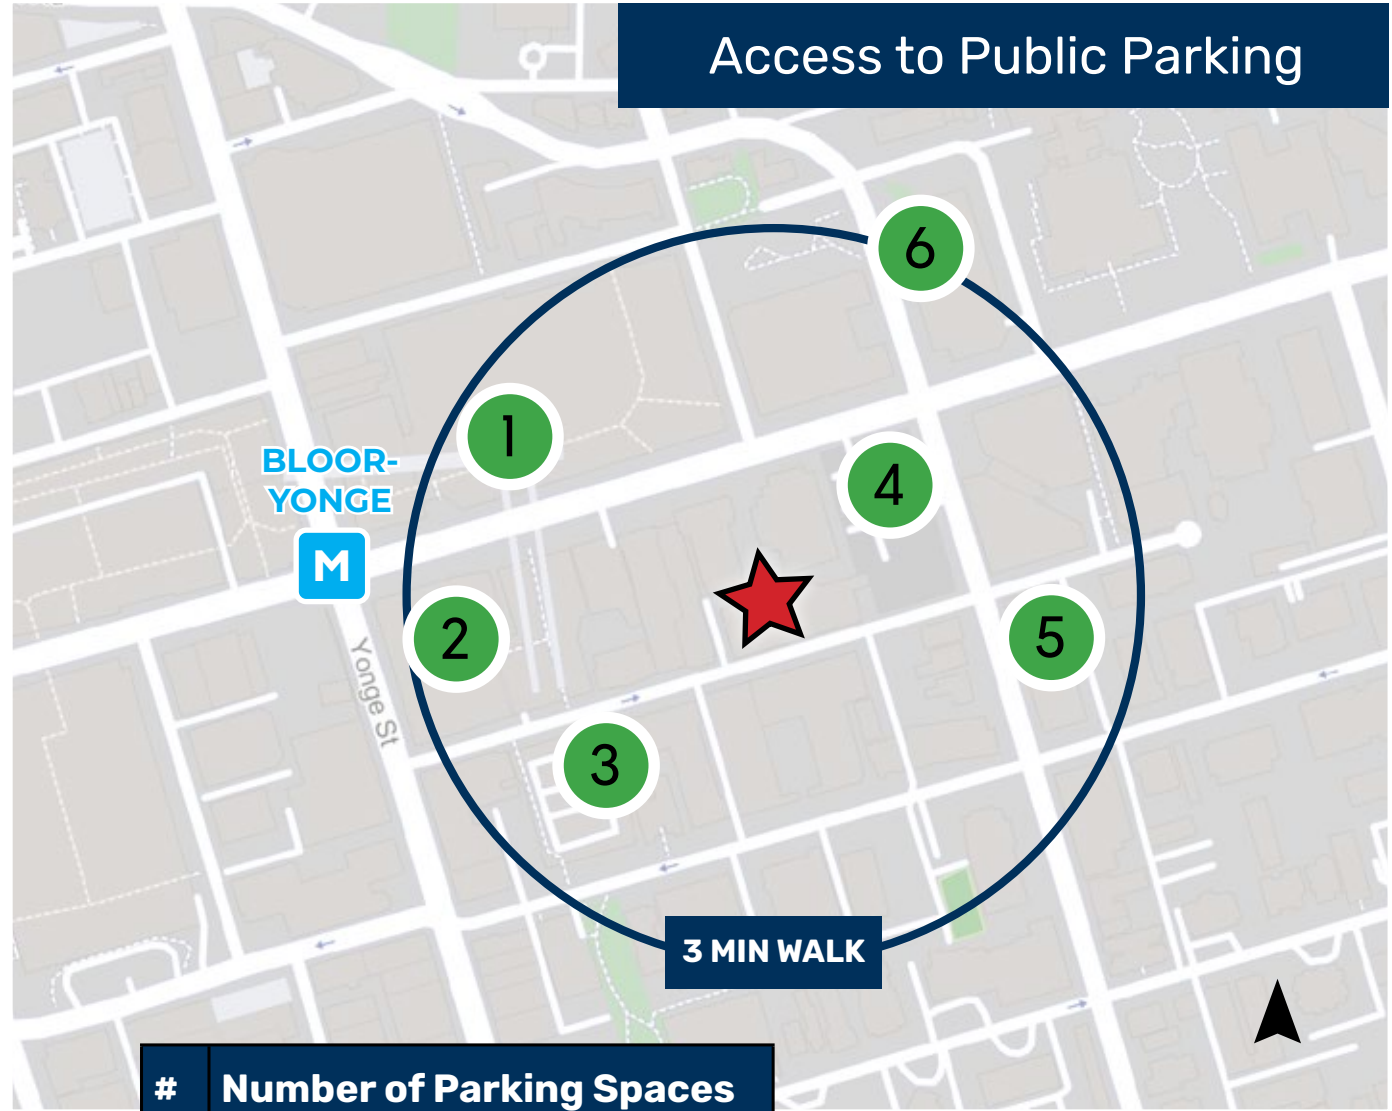 Access to Public Parking
6
1
BLOOR-
YONGE
4
M
2
5
Yonge St
3
3 MIN WALK
# Number of Parking Spaces